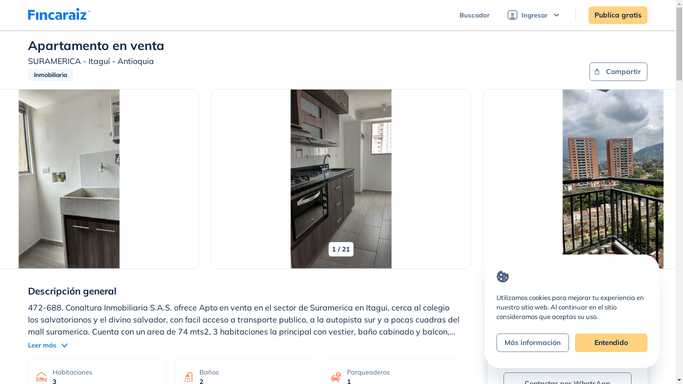 Fincaraiz
Buscador
Ingresar
Publica gratis
Apartamento en venta
SURAMERICA - Itaguí - Antioquia
Inmobiliaria
Compartir
1 / 21
Descripción general
472-688. Conaltura Inmobiliaria S.A.S. ofrece Apto en venta en el sector de Suramerica en Itagui, cerca al colegio
los salvatorianos y el divino salvador, con facil acceso a transporte publico, a la autopista sur y a pocas cuadras del
mall suramerica. Cuenta con un area de 74 mts2, 3 habitaciones la principal con vestier, baño cabinado y balcon,...
Leer más
Habitaciones
3
Baños
2
Parqueaderos
1
Utilizamos cookies para mejorar tu experiencia en
nuestro sitio web. Al continuar en el sitio
consideramos que aceptas su uso.
Más información
Entendido
Contactar por WhatsApp